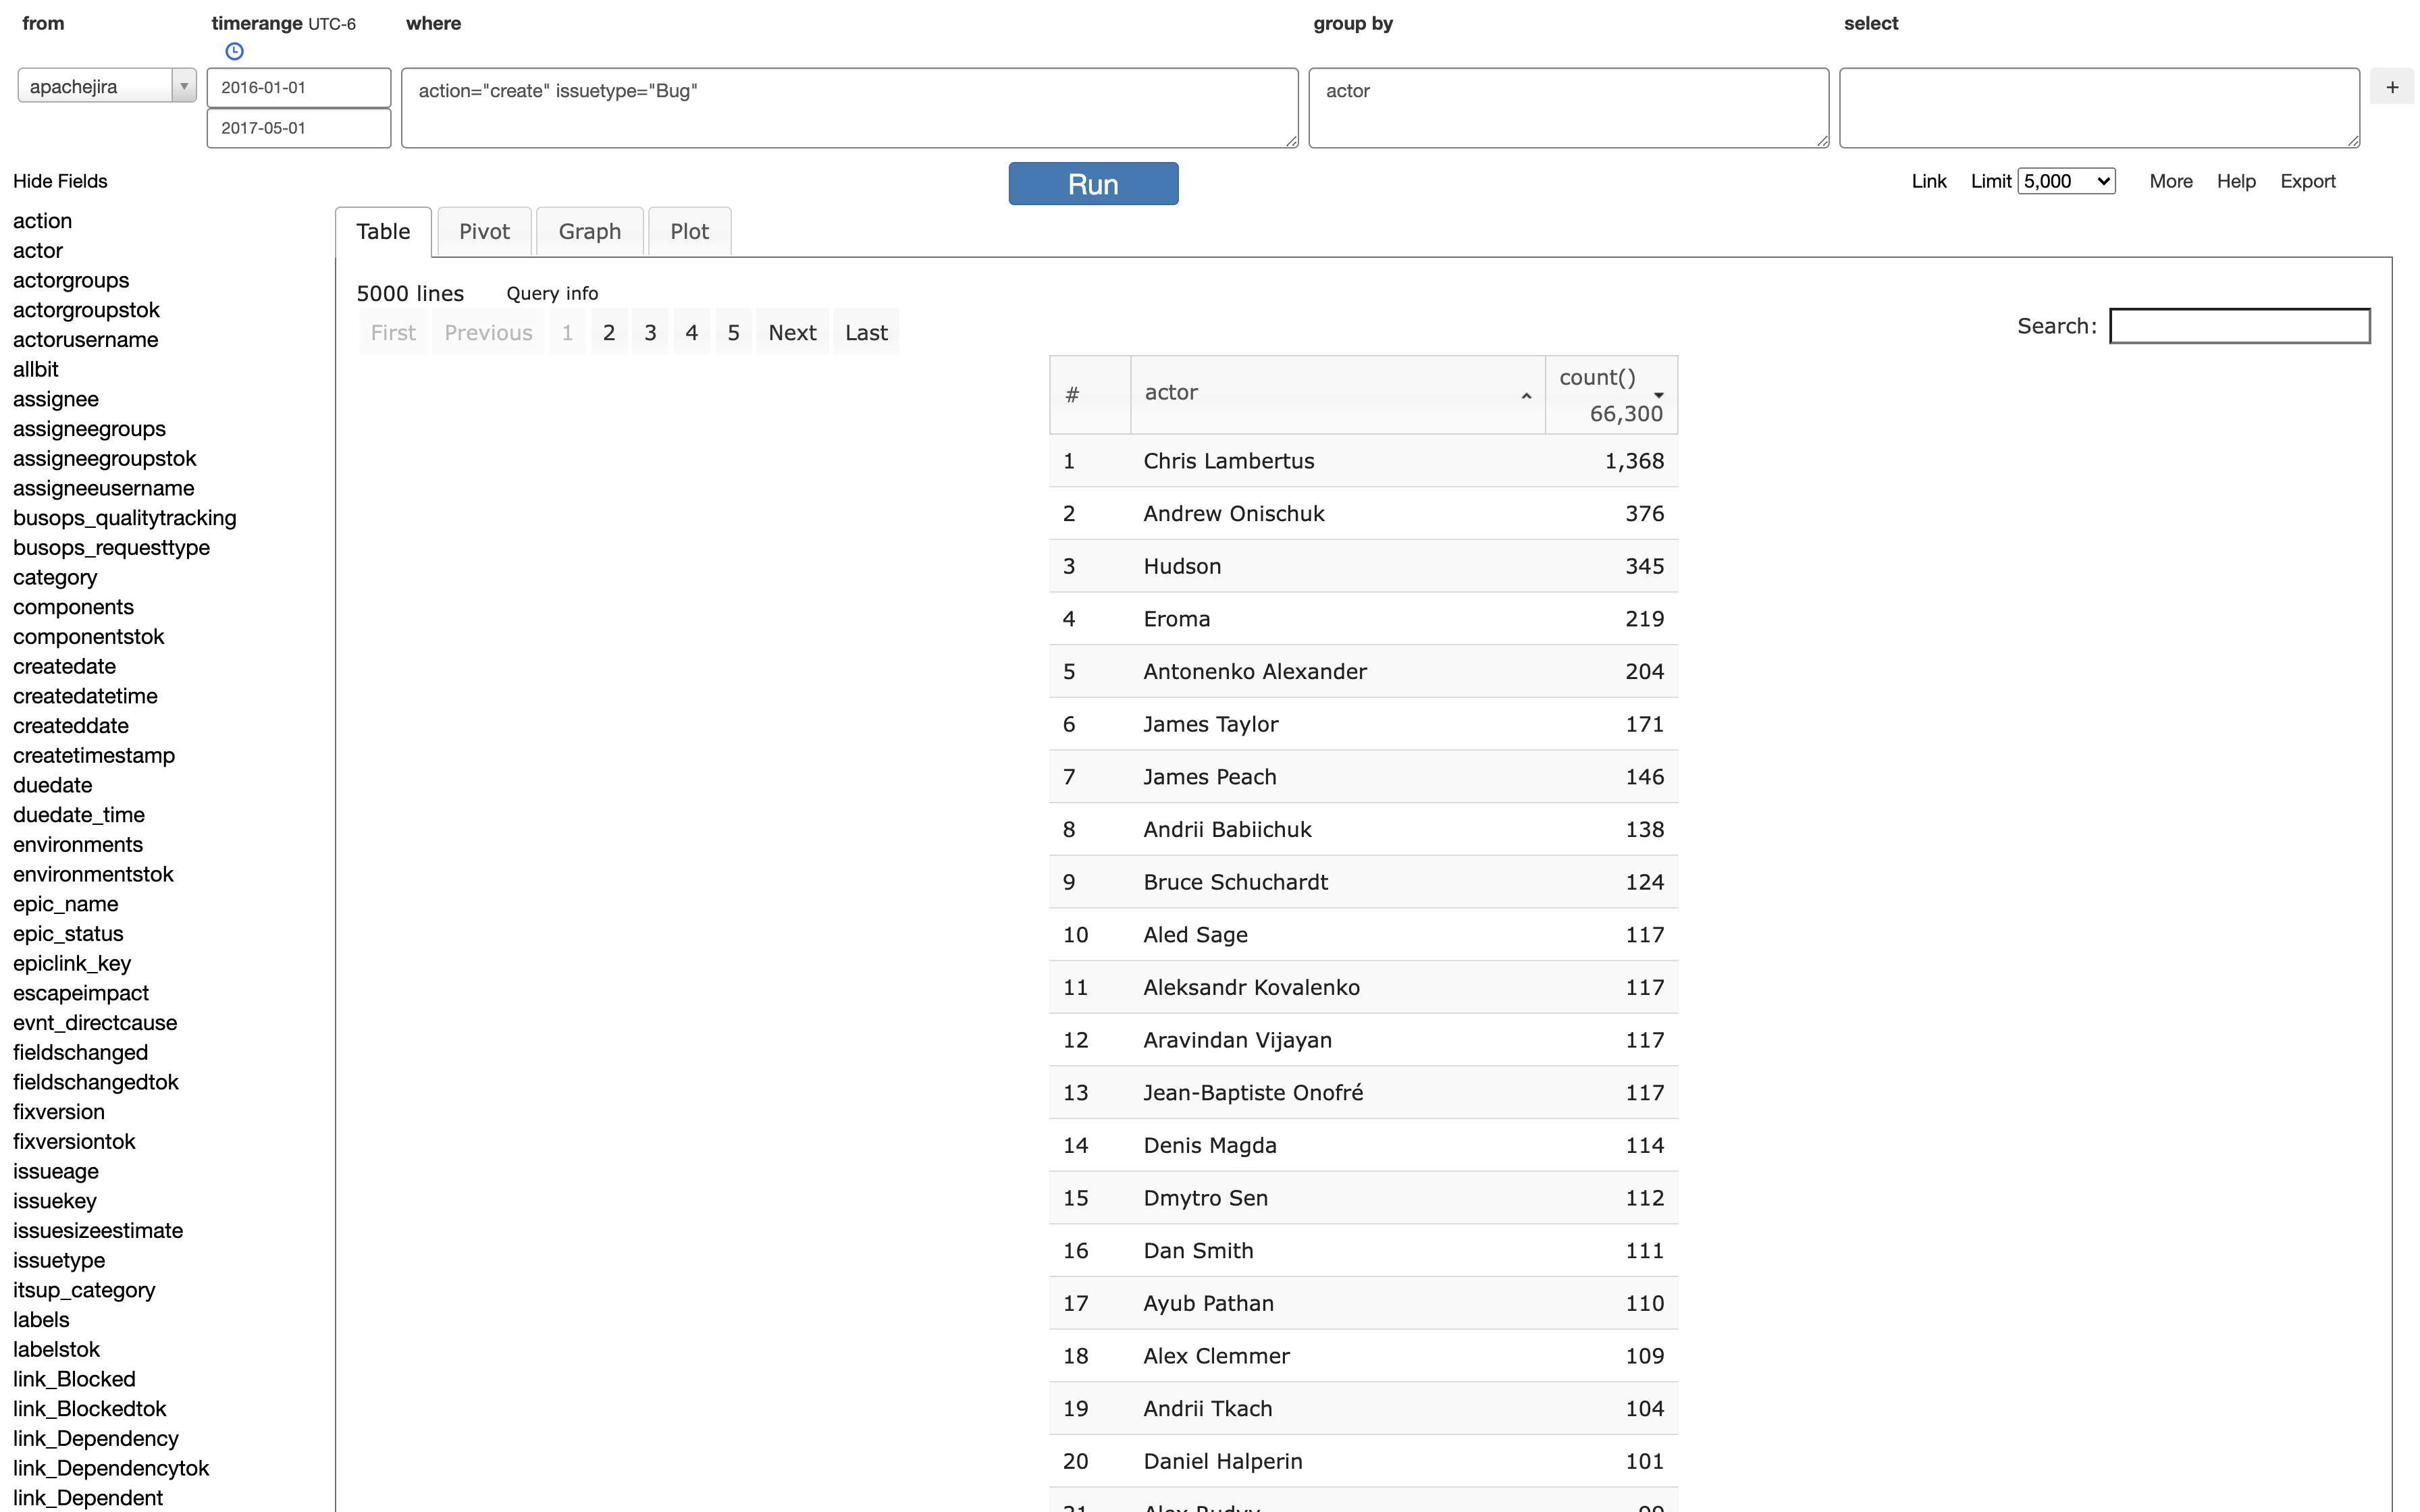 from
timerange UTC-6
where
group by
select
apachejira
2016-01-01
2017-05-01
action="create" issuetype="Bug"
actor
+
Hide Fields
Run
Link Limit 5,000 More Help Export
action
actor
actorgroups
actorgroupstok
actorusername
allbit
assignee
assigneegroups
assigneegroupstok
assigneeusername
busops_qualitytracking
busops_requesttype
category
components
componentstok
createdate
createdatetime
createddate
createtimestamp
duedate
duedate_time
environments
environmentstok
epic_name
epic_status
epiclink_key
escapeimpact
evnt_directcause
fieldschanged
fieldschangedtok
fixversion
fixversiontok
issueage
issuekey
issuesizeestimate
issuetype
itsup_category
labels
labelstok
link_Blocked
link_Blockedtok
link_Dependency
link_Dependencytok
link_Dependent
Table Pivot Graph Plot
5000 lines Query info
First Previous 1 2 3 4 5 Next Last
Search:
# actor count()
66,300
1 Chris Lambertus 1,368
2 Andrew Onischuk 376
3 Hudson 345
4 Eroma 219
5 Antonenko Alexander 204
6 James Taylor 171
7 James Peach 146
8 Andrii Babiichuk 138
9 Bruce Schuchardt 124
10 Aled Sage 117
11 Aleksandr Kovalenko 117
12 Aravindan Vijayan 117
13 Jean-Baptiste Onofré 117
14 Denis Magda 114
15 Dmytro Sen 112
16 Dan Smith 111
17 Ayub Pathan 110
18 Alex Clemmer 109
19 Andrii Tkach 104
20 Daniel Halperin 101